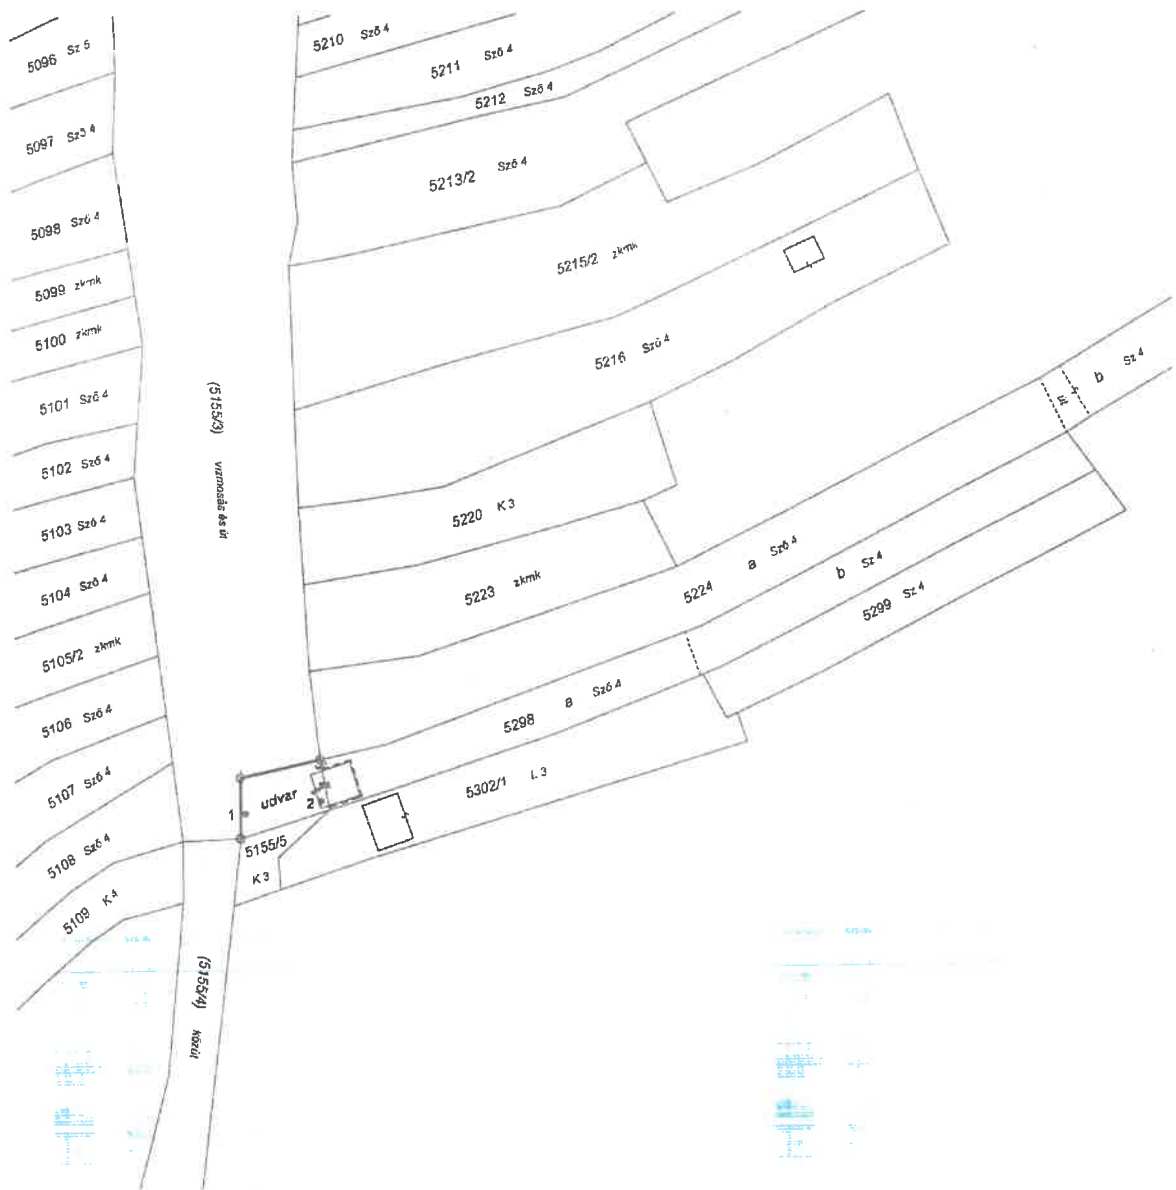 5096 Sz 5
5097 Sző 4
5098 Sző 4
5099 zkmk
5100 zkmk
5101 Sző 4
5102 Sző 4
5103 Sző 4
5104 Sző 4
5105/2 zkmk
5106 Sző 4
5107 Sző 4
5108 Sző 4
5109 K 4
(5155/3) vízmosás és út
(5155/4) közút
5210 Sző 4
5211 Sző 4
5212 Sző 4
5213/2 Sző 4
5215/2 zkmk
5216 Sző 4
5220 K 3
5223 zkmk
5224 a Sző 4
út
b Sz 4
5298 a Sző 4
b Sz 4
5299 Sz 4
5302/1 L 3
1 udvar 2
5155/5
K 3